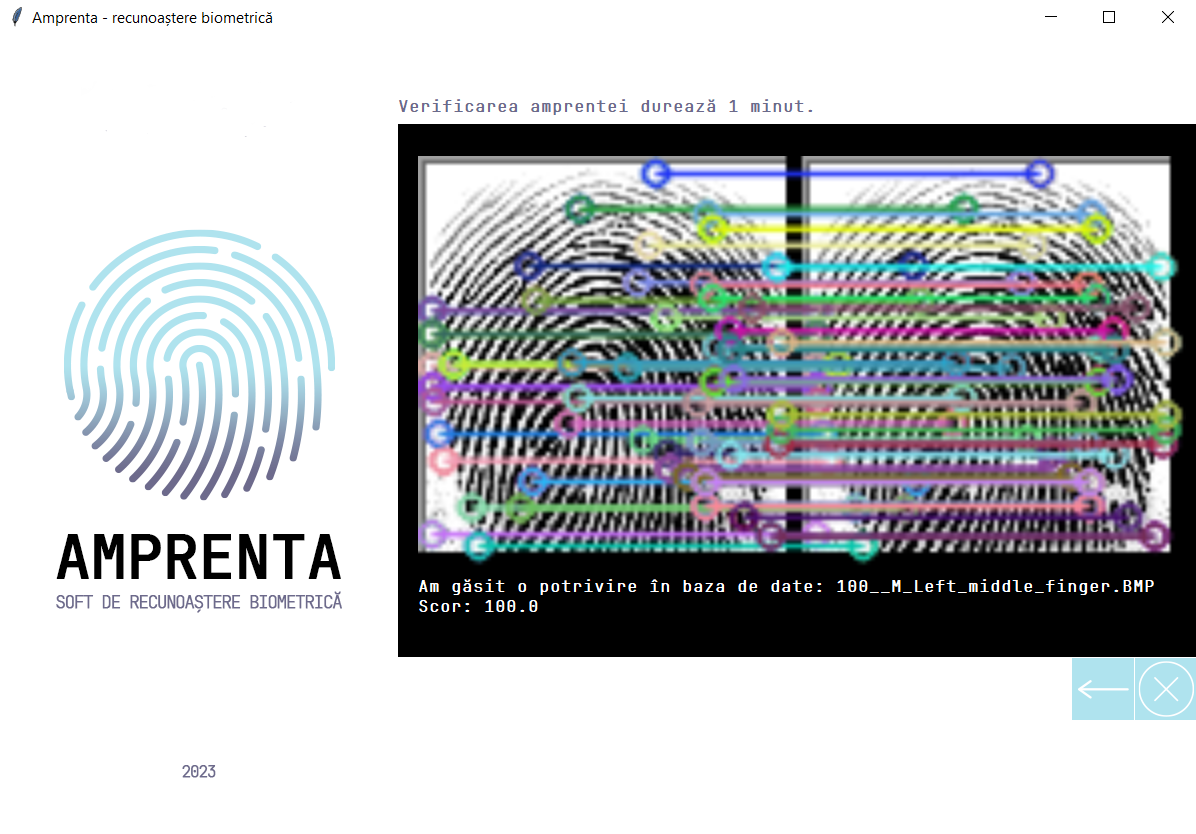 Amprenta - recunoaștere biometrică
Verificarea amprentei durează 1 minut.
AMPRENTA
SOFT DE RECUNOAȘTERE BIOMETRICĂ
2023
Am găsit o potrivire în baza de date: 100__M_Left_middle_finger.BMP
Scor: 100.0